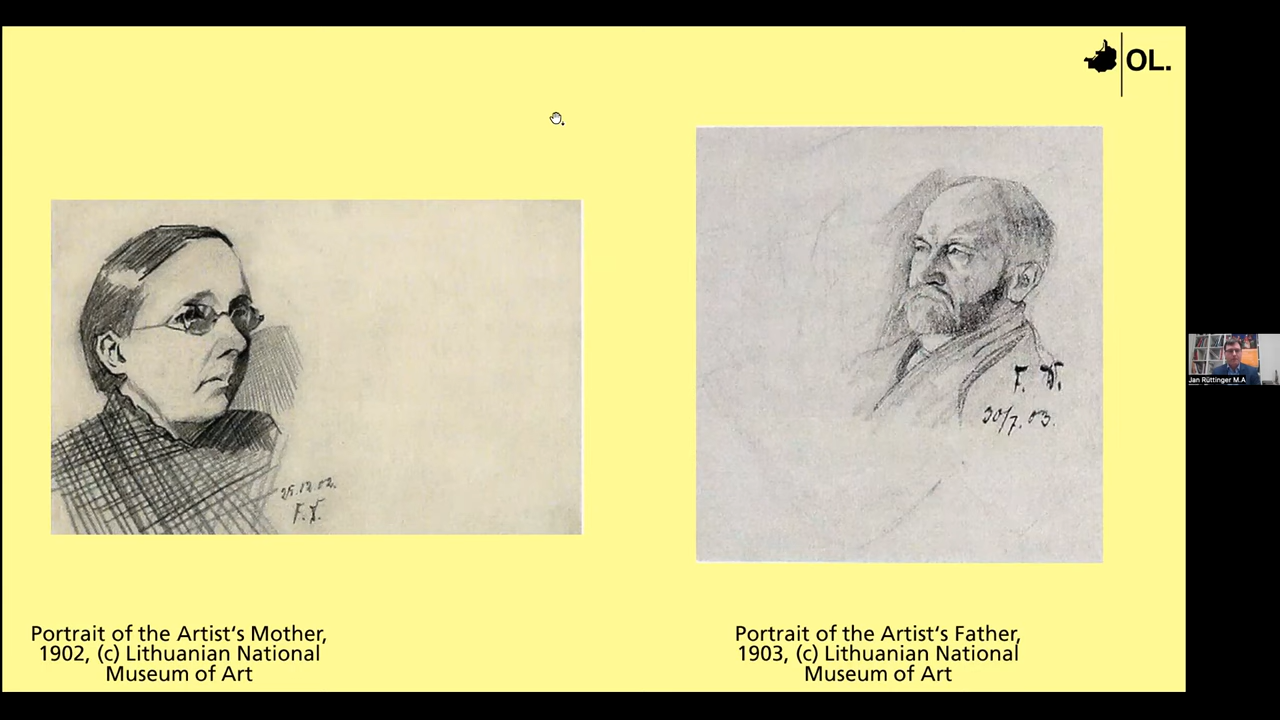 OL.
25.12.02.
F. D.
F. D.
30/7.03.
Portrait of the Artist‘s Mother,
1902, (c) Lithuanian National
Museum of Art
Portrait of the Artist‘s Father,
1903, (c) Lithuanian National
Museum of Art
Jan Rüttinger M.A